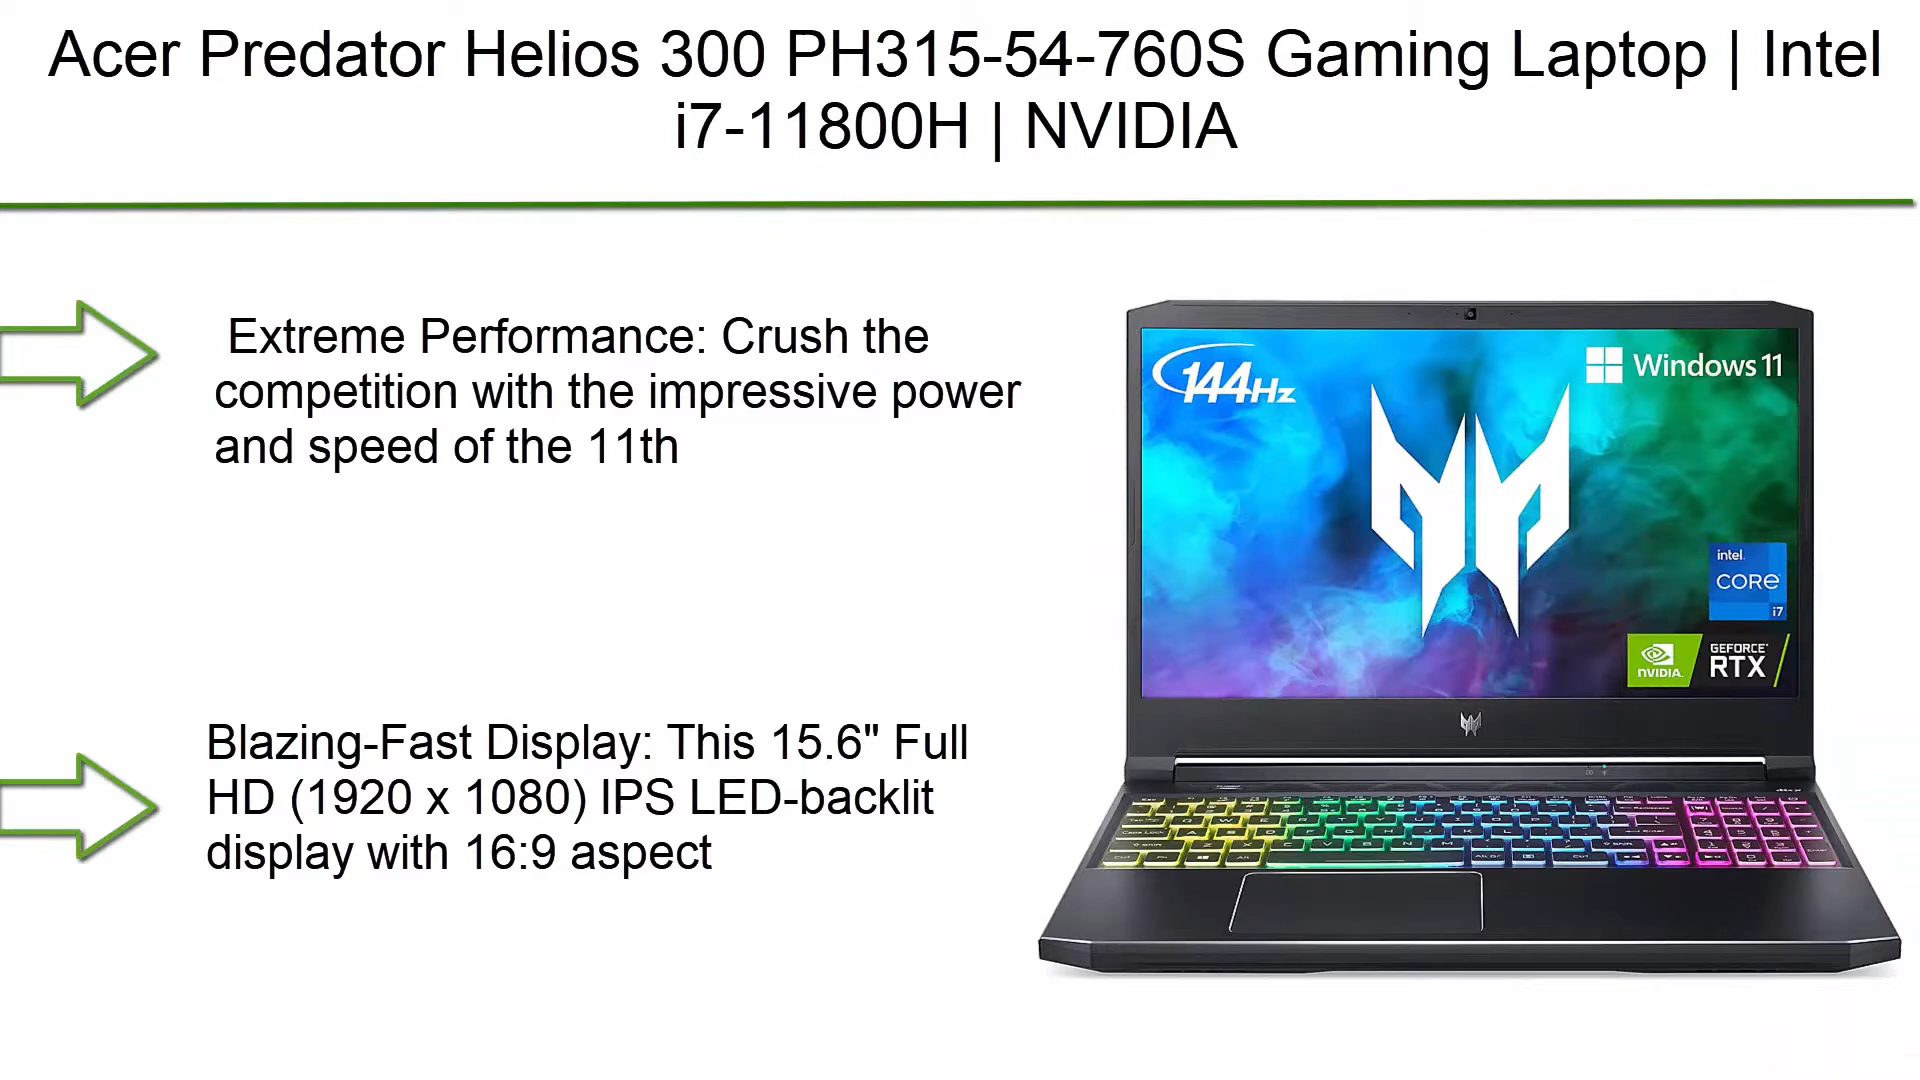 Acer Predator Helios 300 PH315-54-760S Gaming Laptop | Intel
i7-11800H | NVIDIA
Extreme Performance: Crush the
competition with the impressive power
and speed of the 11th
Blazing-Fast Display: This 15.6" Full
HD (1920 x 1080) IPS LED-backlit
display with 16:9 aspect
144Hz
Windows 11
intel.
CORE
i7
NVIDIA.
GEFORCE
RTX